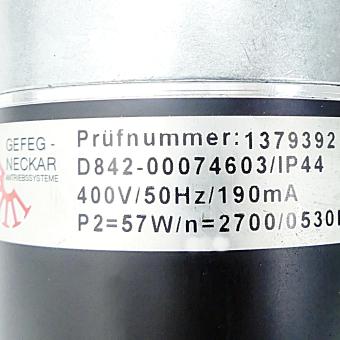 GEFEG -
NECKAR
ANTRIEBSSYSTEME
Prüfnummer: 1379392
D842-00074603/IP44
400V/50Hz/190mA
P2=57W/n=2700/0530